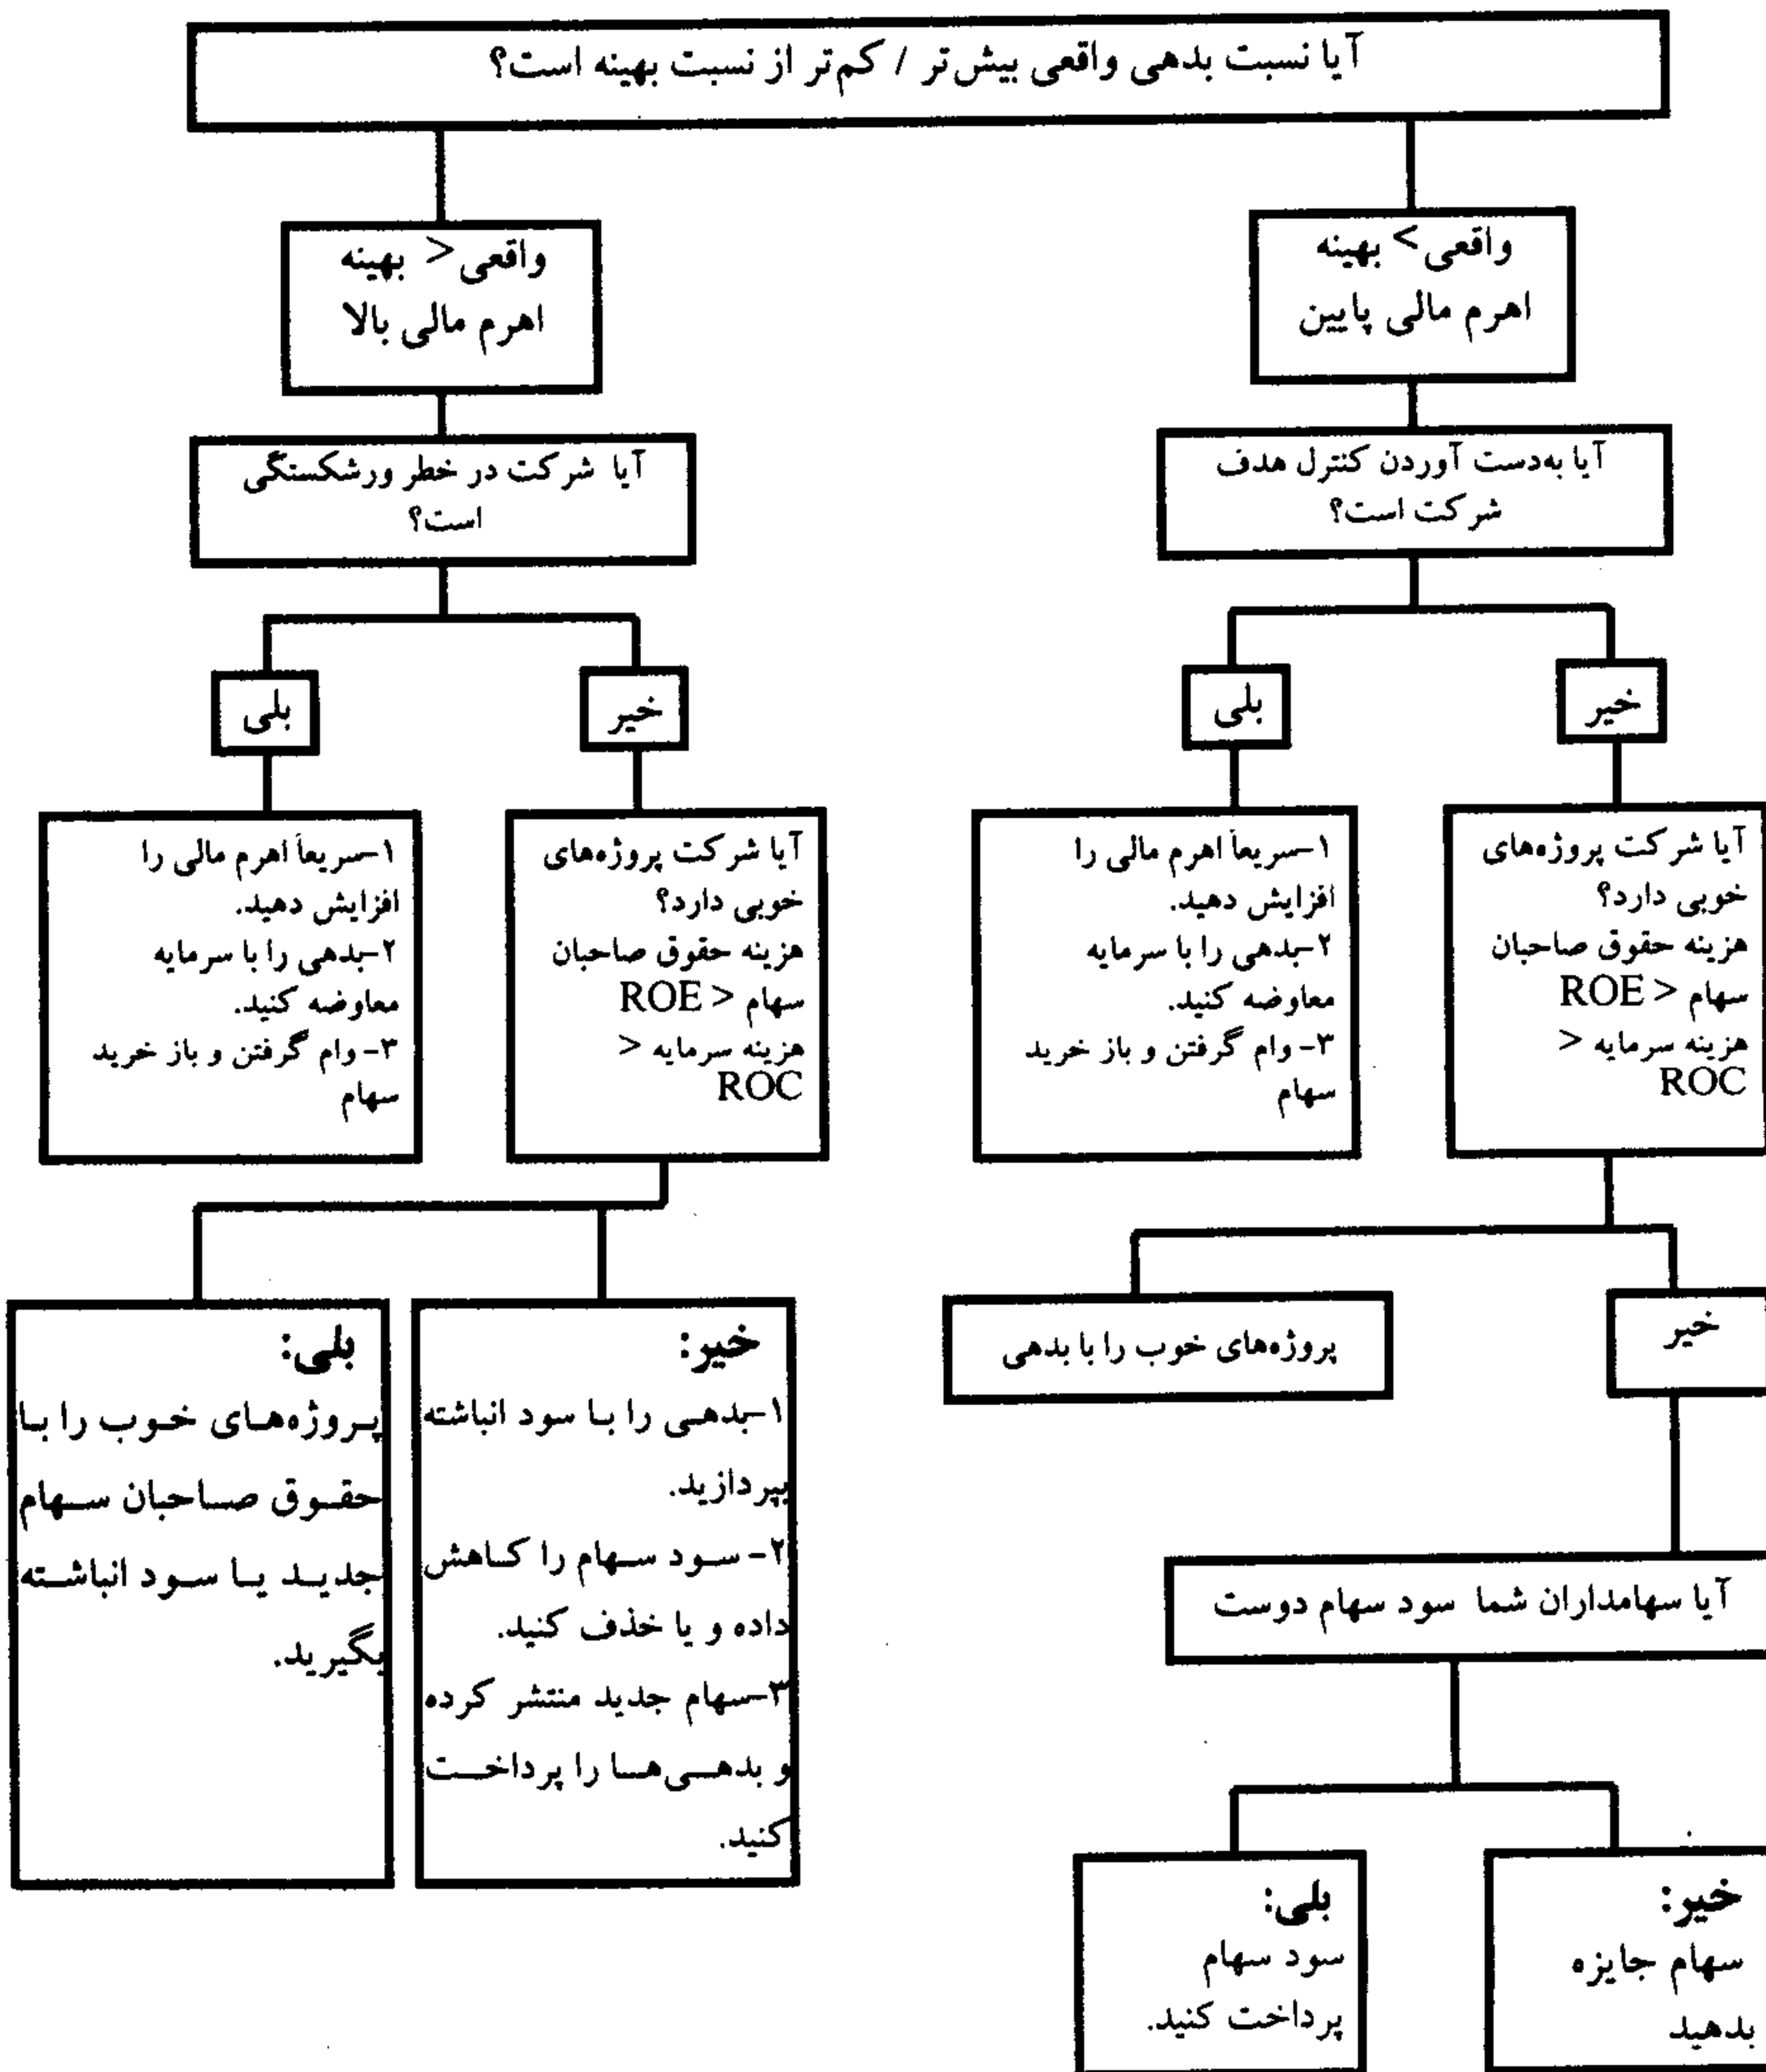 آیا نسبت بدهی واقعی بیش‌تر / کم‌تر از نسبت بهینه است؟
واقعی > بهینه
اهرم مالی پایین
واقعی < بهینه
اهرم مالی بالا
آیا به‌دست آوردن کنترل هدف
شرکت است؟
آیا شرکت در خطر ورشکستگی
است؟
خیر
بلی
خیر
بلی
آیا شرکت پروژه‌های
خوبی دارد؟
هزینه حقوق صاحبان
سهام < ROE
هزینه سرمایه <
ROC
۱-سریعاً اهرم مالی را
افزایش دهید.
۲-بدهی را با سرمایه
معاوضه کنید.
۳- وام گرفتن و باز خرید
سهام
آیا شرکت پروژه‌های
خوبی دارد؟
هزینه حقوق صاحبان
سهام < ROE
هزینه سرمایه <
ROC
۱-سریعاً اهرم مالی را
افزایش دهید.
۲-بدهی را با سرمایه
معاوضه کنید.
۳- وام گرفتن و باز خرید
سهام
خیر
پروژه‌های خوب را با بدهی
خیر:
۱-بدهی را با سود انباشته
بپردازید.
۲- سود سهام را کاهش
داده و یا خذف کنید.
۳-سهام جدید منتشر کرده
و بدهی‌ها را پرداخت
کنید.
بلی:
پروژه‌های خوب را با
حقوق صاحبان سهام
جدید یا سود انباشته
بگیرید.
آیا سهامداران شما سود سهام دوست
خیر:
سهام جایزه
بدهید
بلی:
سود سهام
پرداخت کنید.